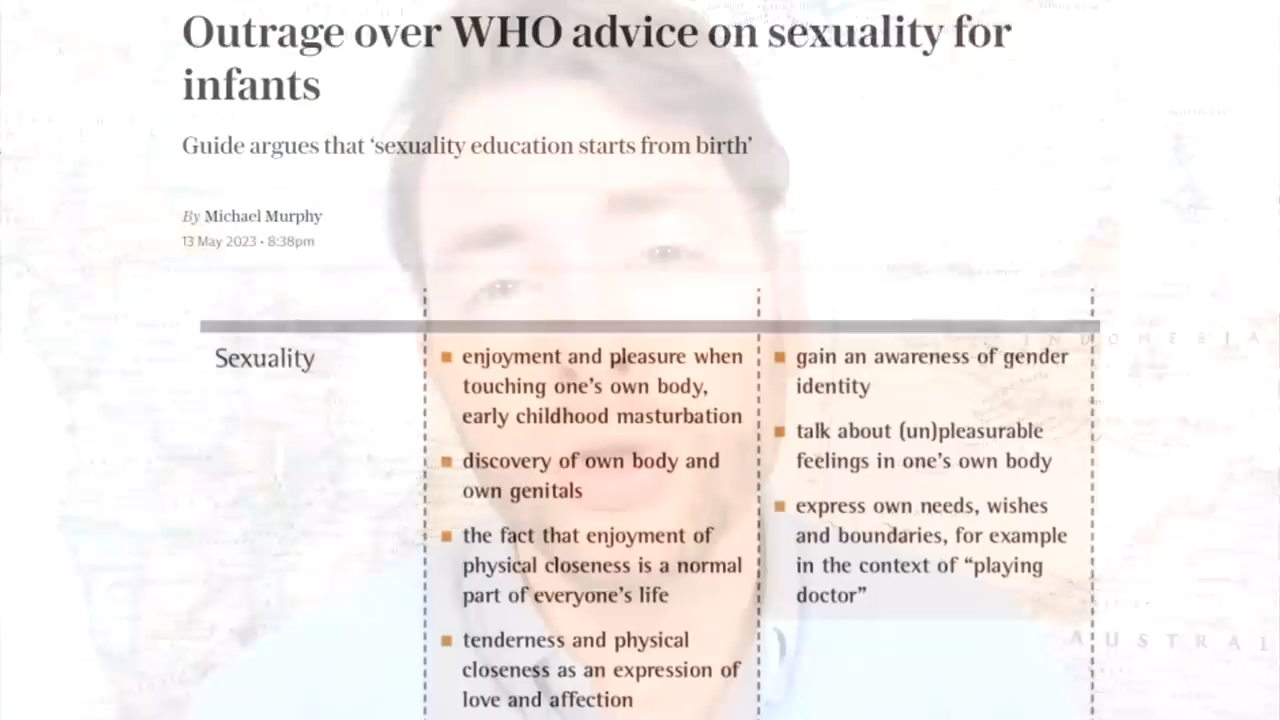 Outrage over WHO advice on sexuality for
infants
Guide argues that ‘sexuality education starts from birth’
By Michael Murphy
13 May 2023 • 8:38pm
Sexuality
■ enjoyment and pleasure when
touching one’s own body,
early childhood masturbation
■ discovery of own body and
own genitals
■ the fact that enjoyment of
physical closeness is a normal
part of everyone’s life
■ tenderness and physical
closeness as an expression of
love and affection
■ gain an awareness of gender
identity
■ talk about (un)pleasurable
feelings in one’s own body
■ express own needs, wishes
and boundaries, for example
in the context of “playing
doctor”
INDONESIA
AUSTRAL